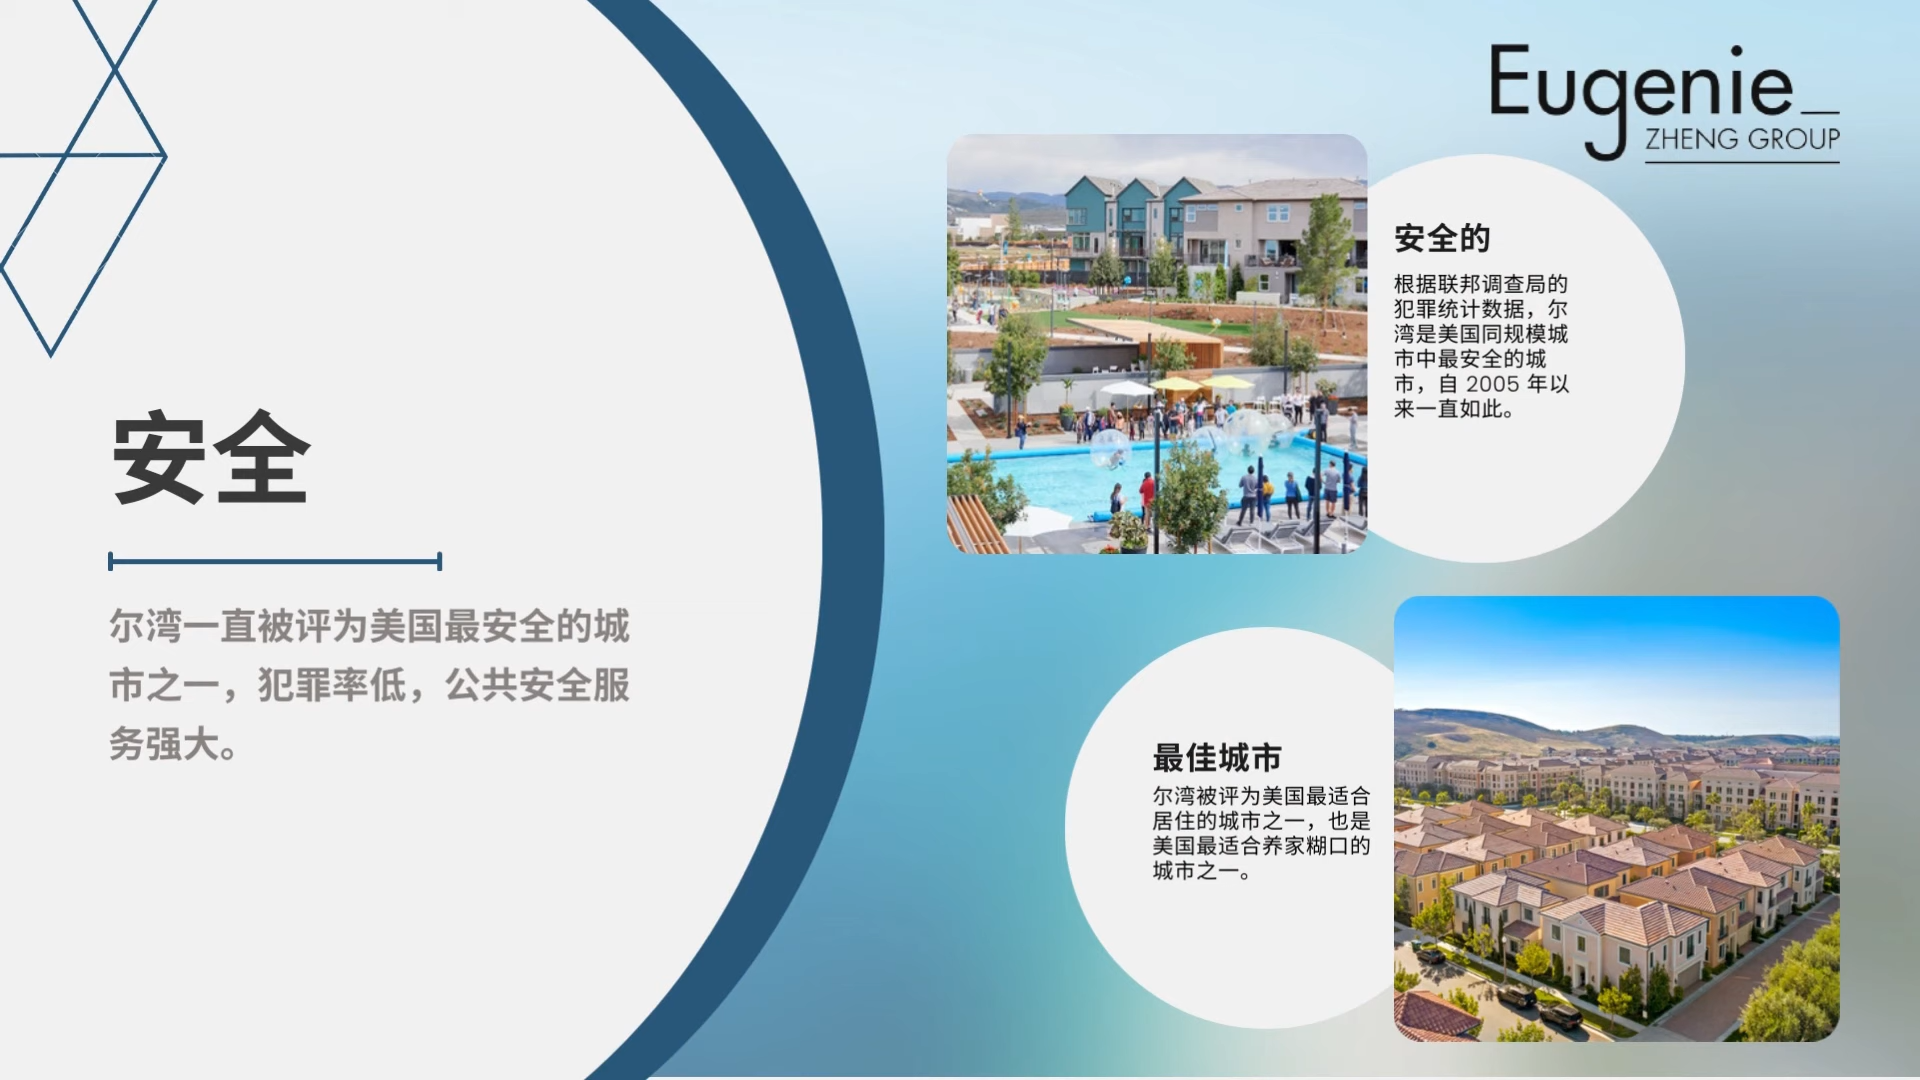 Eugenie_
ZHENG GROUP
安全
尔湾一直被评为美国最安全的城
市之一，犯罪率低，公共安全服
务强大。
安全的
根据联邦调查局的
犯罪统计数据，尔
湾是美国同规模城
市中最安全的城
市，自 2005 年以
来一直如此。
最佳城市
尔湾被评为美国最适合
居住的城市之一，也是
美国最适合养家糊口的
城市之一。